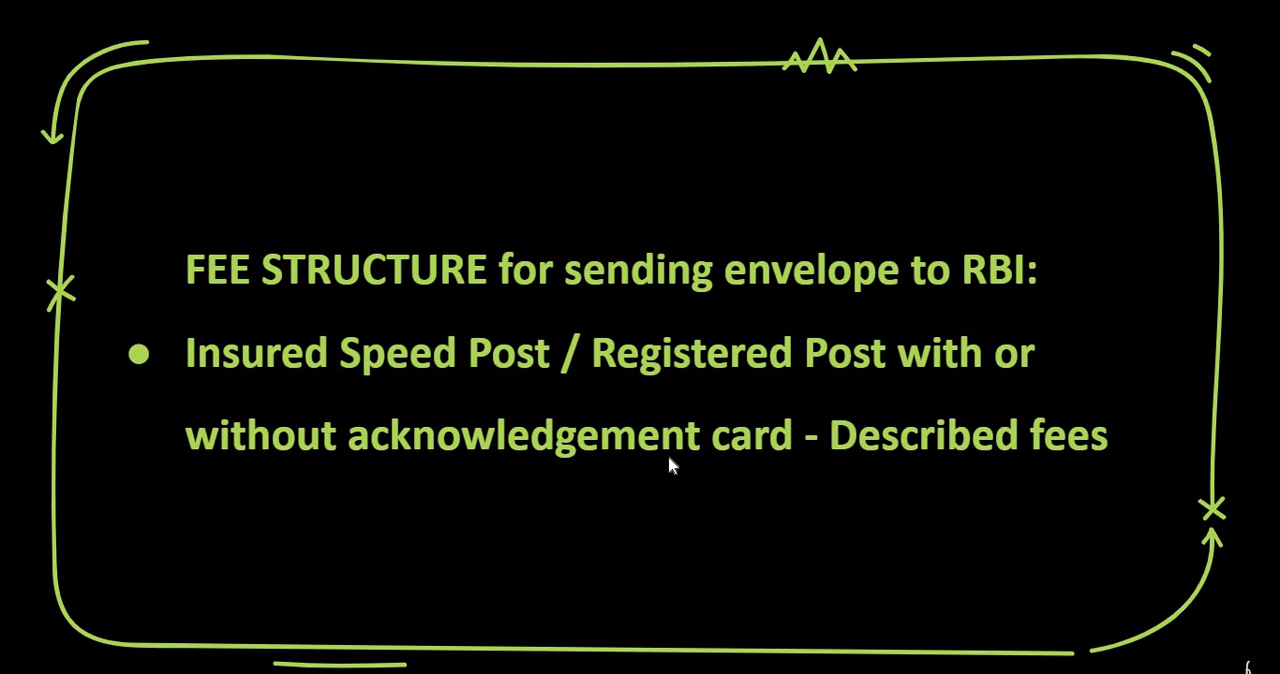 FEE STRUCTURE for sending envelope to RBI:
● Insured Speed Post / Registered Post with or
without acknowledgement card - Described fees